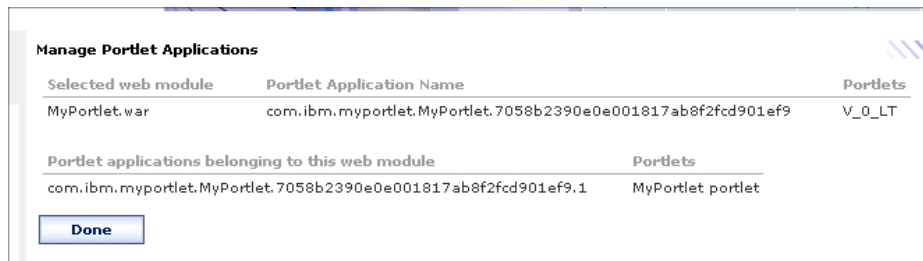 Manage Portlet Applications
Selected web module Portlet Application Name Portlets
MyPortlet.war com.ibm.myportlet.MyPortlet.7058b2390e0e001817ab8f2fcd901ef9 V_0_LT
Portlet applications belonging to this web module Portlets
com.ibm.myportlet.MyPortlet.7058b2390e0e001817ab8f2fcd901ef9.1 MyPortlet portlet
Done